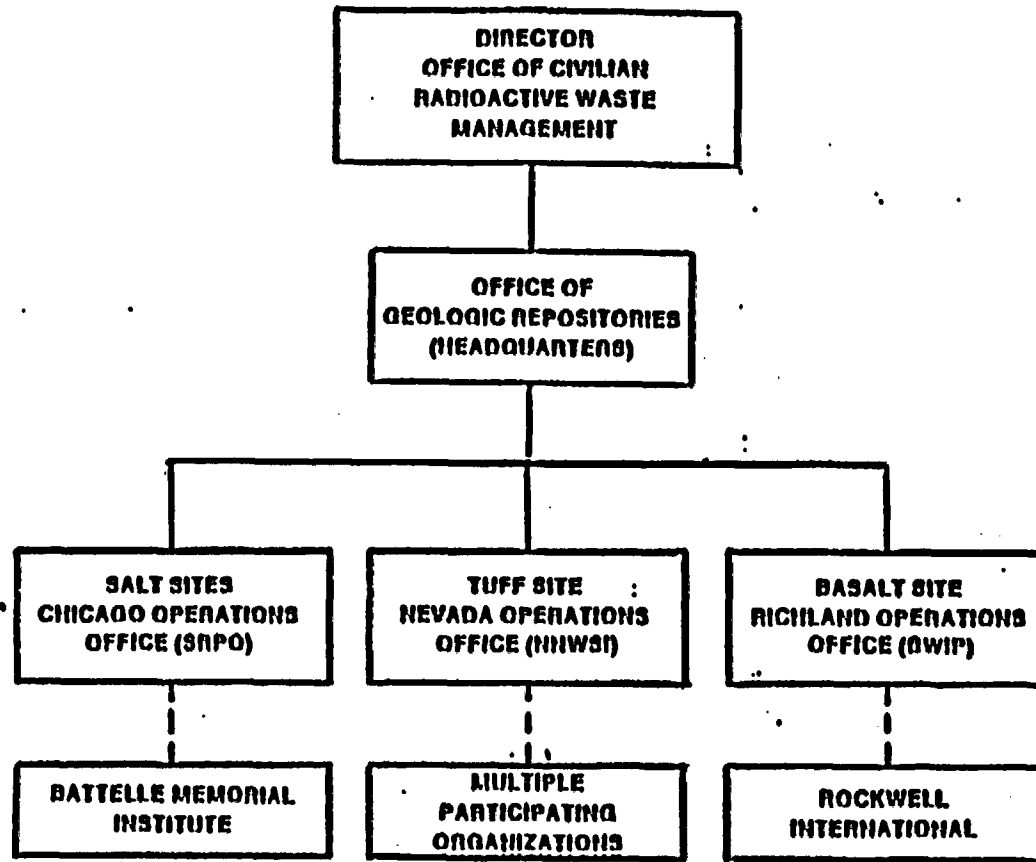 DIRECTOR
OFFICE OF CIVILIAN
RADIOACTIVE WASTE
MANAGEMENT
OFFICE OF
GEOLOGIC REPOSITORIES
(HEADQUARTERS)
SALT SITES
CHICAGO OPERATIONS
OFFICE (SRPO)
TUFF SITE
NEVADA OPERATIONS
OFFICE (NNWSI)
BASALT SITE
RICHLAND OPERATIONS
OFFICE (BWIP)
BATTELLE MEMORIAL
INSTITUTE
MULTIPLE
PARTICIPATING
ORGANIZATIONS
ROCKWELL
INTERNATIONAL